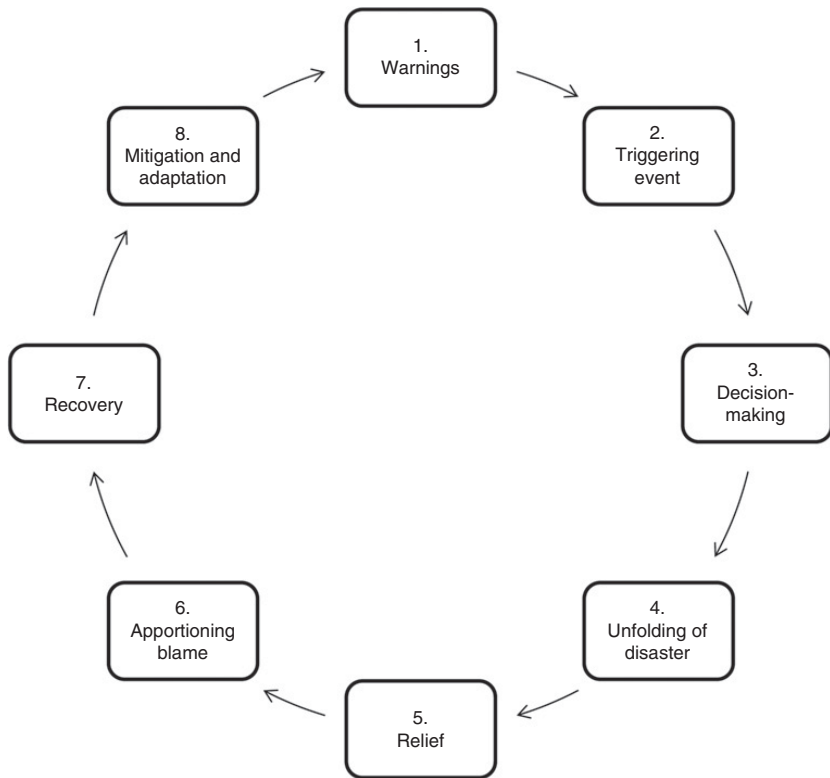 1.
Warnings
2.
Triggering
event
3.
Decision-
making
4.
Unfolding of
disaster
5.
Relief
6.
Apportioning
blame
7.
Recovery
8.
Mitigation and
adaptation